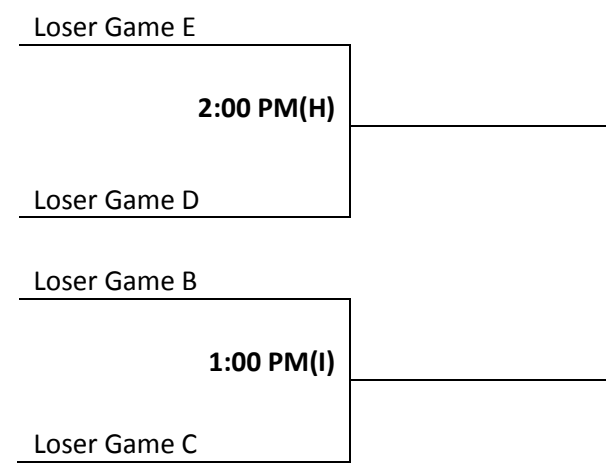 Loser Game E
2:00 PM(H)
Loser Game D
Loser Game B
1:00 PM(I)
Loser Game C